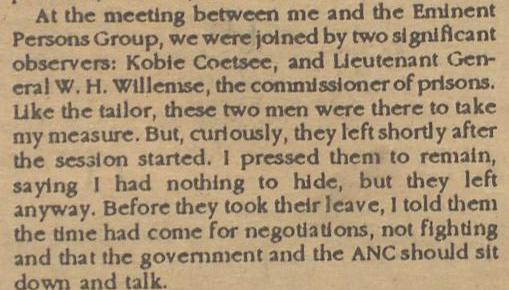 At the meeting between me and the Eminent
Persons Group, we were joined by two significant
observers: Kobie Coetsee, and Lieutenant Gen-
eral W. H. Willemse, the commissioner of prisons.
Like the tailor, these two men were there to take
my measure. But, curiously, they left shortly after
the session started. I pressed them to remain,
saying I had nothing to hide, but they left
anyway. Before they took their leave, I told them
the time had come for negotiations, not fighting
and that the government and the ANC should sit
down and talk.